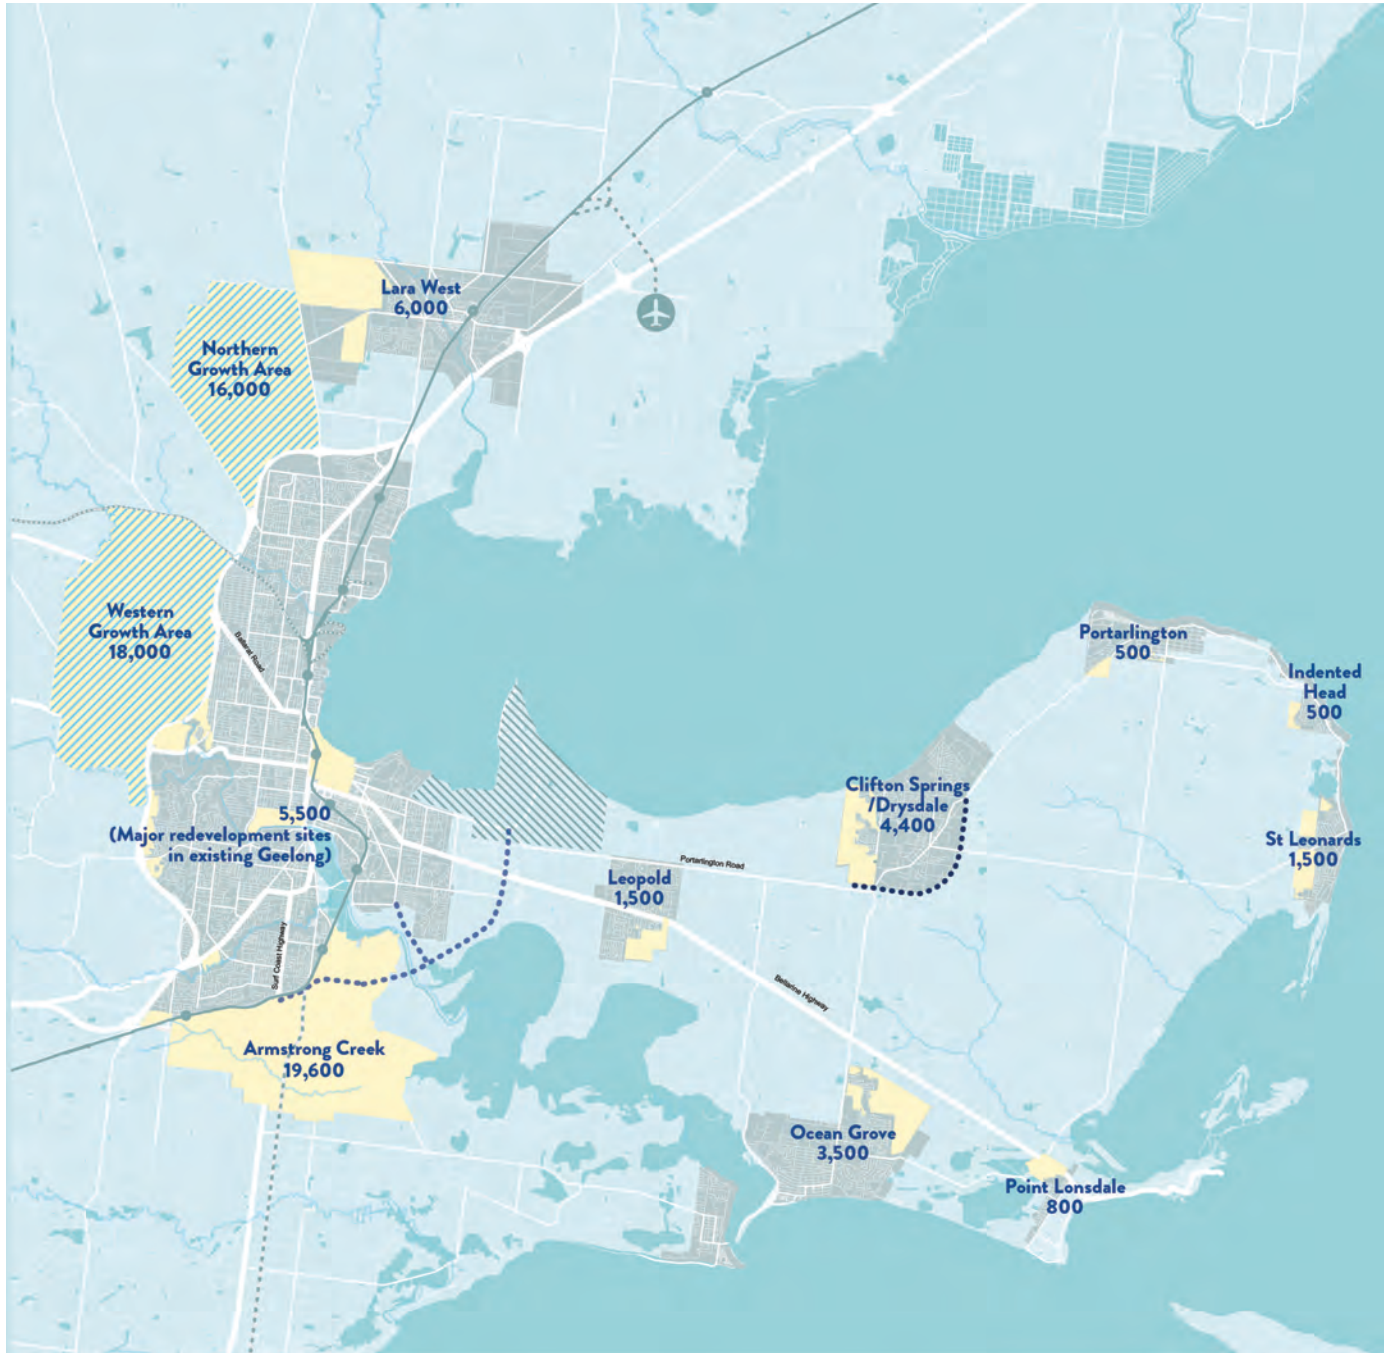 Lara West
6,000
Northern
Growth Area
16,000
Western
Growth Area
18,000
Ballarat Road
Portarlington
500
Indented
Head
500
Clifton Springs
/Drysdale
4,400
5,500
(Major redevelopment sites
in existing Geelong)
St Leonards
1,500
Portarlington Road
Leopold
1,500
Surf Coast Highway
Bellarine Highway
Armstrong Creek
19,600
Ocean Grove
3,500
Point Lonsdale
800